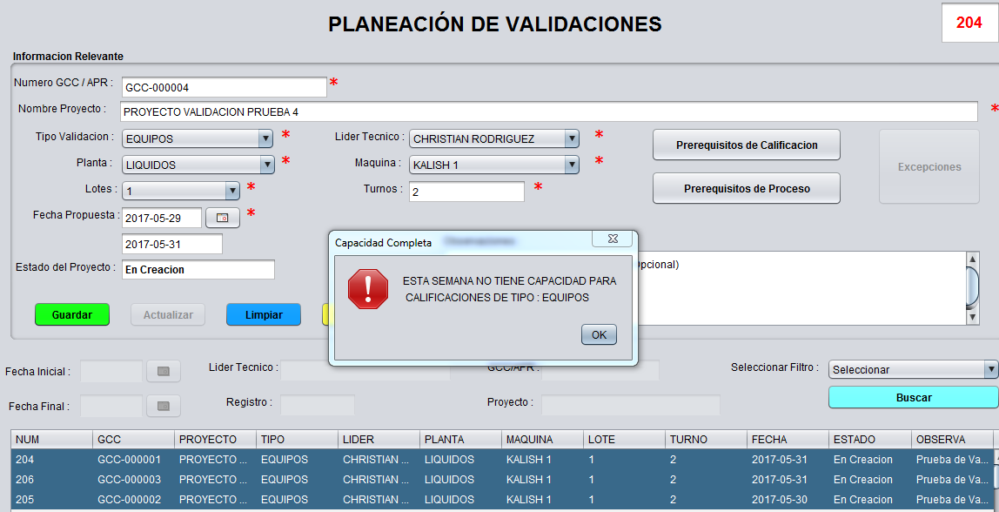 PLANEACIÓN DE VALIDACIONES
204
Informacion Relevante
Numero GCC / APR : GCC-000004 *
Nombre Proyecto : PROYECTO VALIDACION PRUEBA 4 *
Tipo Validacion : EQUIPOS * Lider Tecnico : CHRISTIAN RODRIGUEZ * Prerequisitos de Calificacion
Planta : LIQUIDOS * Maquina : KALISH 1 * Excepciones
Lotes : 1 * Turnos : 2 * Prerequisitos de Proceso
Fecha Propuesta : 2017-05-29 *
2017-05-31
Estado del Proyecto : En Creacion
Capacidad Completa
ESTA SEMANA NO TIENE CAPACIDAD PARA
CALIFICACIONES DE TIPO : EQUIPOS
OK
pcional)
Guardar Actualizar Limpiar
Fecha Inicial : Lider Tecnico : GCC/APR : Seleccionar Filtro : Seleccionar
Fecha Final : Registro : Proyecto : Buscar
NUM GCC PROYECTO TIPO LIDER PLANTA MAQUINA LOTE TURNO FECHA ESTADO OBSERVA
204 GCC-000001 PROYECTO ... EQUIPOS CHRISTIAN ... LIQUIDOS KALISH 1 1 2 2017-05-31 En Creacion Prueba de Va...
206 GCC-000003 PROYECTO ... EQUIPOS CHRISTIAN ... LIQUIDOS KALISH 1 1 2 2017-05-31 En Creacion Prueba de Va...
205 GCC-000002 PROYECTO ... EQUIPOS CHRISTIAN ... LIQUIDOS KALISH 1 1 2 2017-05-30 En Creacion Prueba de Va...